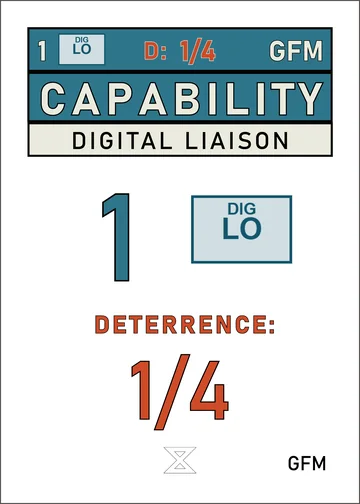 1 DIG LO D: 1/4 GFM
CAPABILITY
DIGITAL LIAISON
1 DIG LO
DETERRENCE:
1/4
GFM